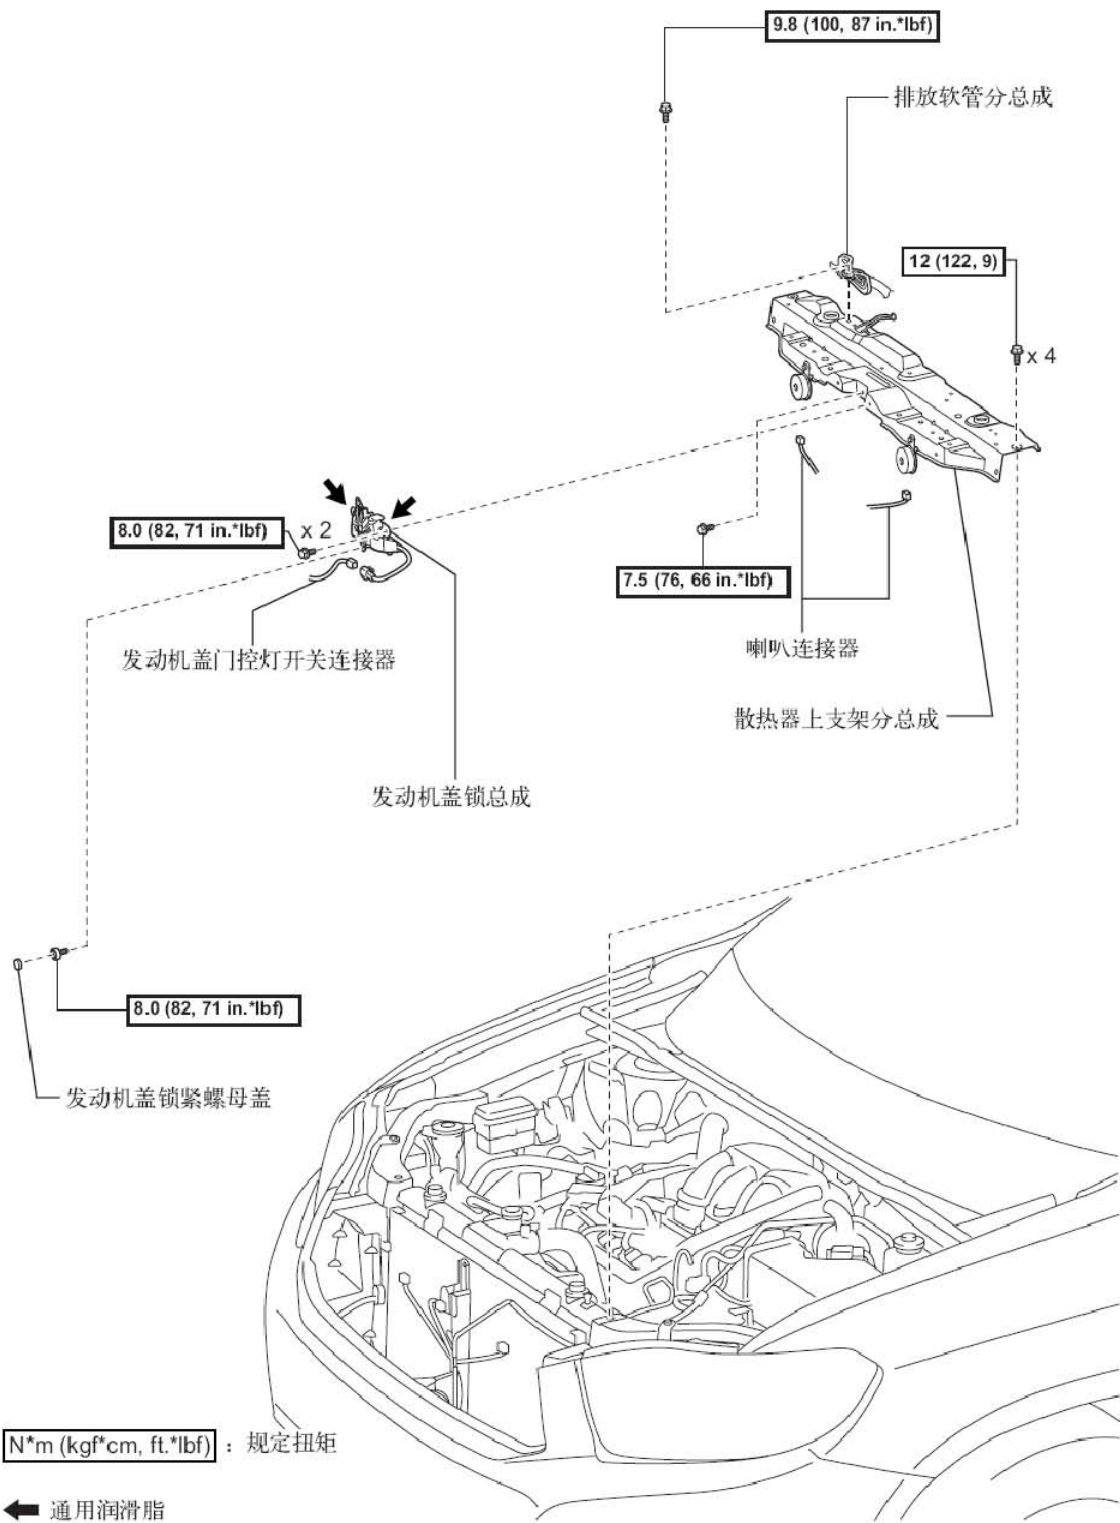 9.8 (100, 87 in.*lbf)
排放软管分总成
12 (122, 9)
x 4
8.0 (82, 71 in.*lbf)
x 2
7.5 (76, 66 in.*lbf)
发动机盖门控灯开关连接器
喇叭连接器
散热器上支架分总成
发动机盖锁总成
8.0 (82, 71 in.*lbf)
发动机盖锁紧螺母盖
N*m (kgf*cm, ft.*lbf) : 规定扭矩
通用润滑脂